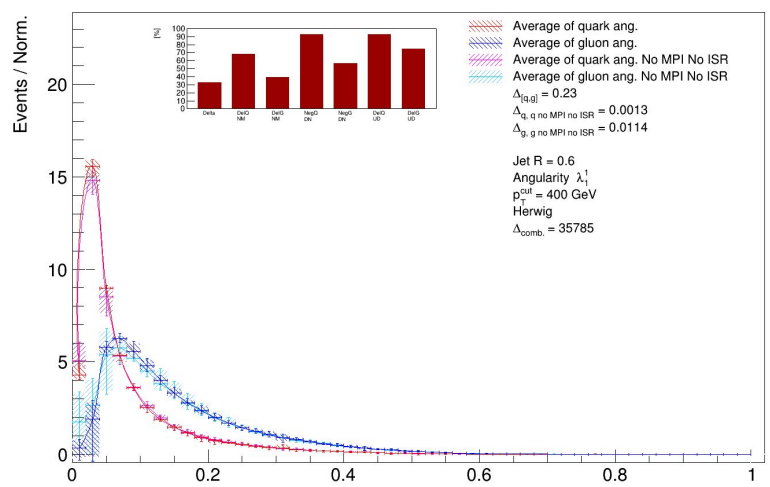 Events / Norm.
[%]
100
90
80
70
60
50
40
30
20
10
0
Delta
DelQ NM
DelG NM
NegQ DN
NegG DN
DelQ UD
DelG UD
Average of quark ang.
Average of gluon ang.
Average of quark ang. No MPI No ISR
Average of gluon ang. No MPI No ISR
Δ[q,g] = 0.23
Δq, q no MPI no ISR = 0.0013
Δg, g no MPI no ISR = 0.0114
Jet R = 0.6
Angularity λ¹₁
p_T^cut = 400 GeV
Herwig
Δcomb. = 35785
20
15
10
5
0
0
0.2
0.4
0.6
0.8
1